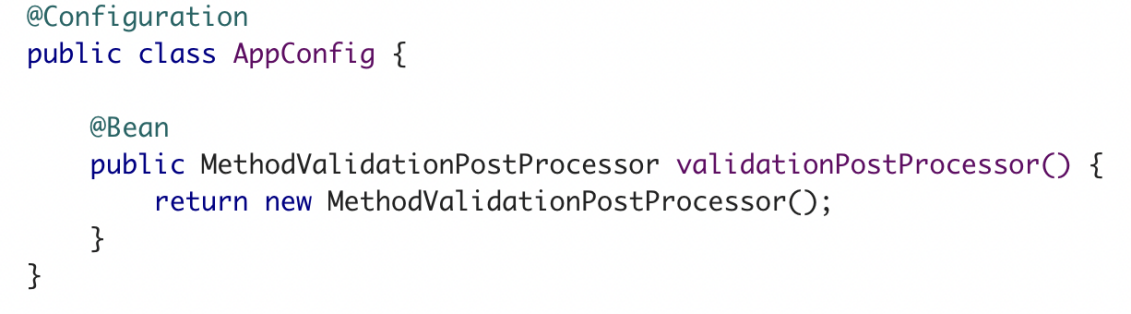 @Configuration
public class AppConfig {
@Bean
public MethodValidationPostProcessor validationPostProcessor() {
return new MethodValidationPostProcessor();
}
}